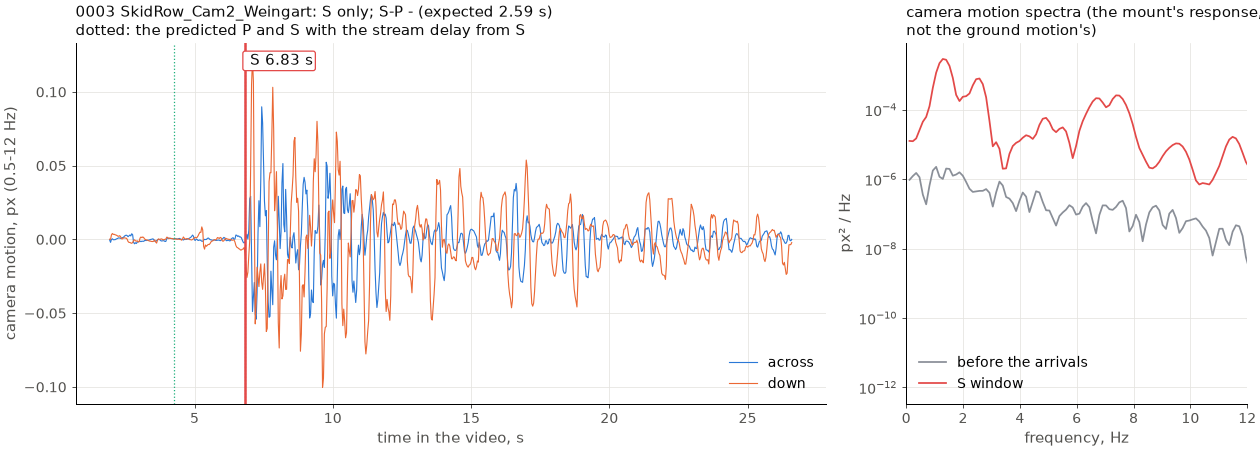 0003 SkidRow_Cam2_Weingart: S only; S-P - (expected 2.59 s)
dotted: the predicted P and S with the stream delay from S
camera motion spectra (the mount's response,
not the ground motion's)
S 6.83 s
camera motion, px (0.5-12 Hz)
0.10
0.05
0.00
−0.05
−0.10
5
10
15
20
25
time in the video, s
across
down
px² / Hz
10⁻⁴
10⁻⁶
10⁻⁸
10⁻¹⁰
10⁻¹²
0
2
4
6
8
10
12
frequency, Hz
before the arrivals
S window